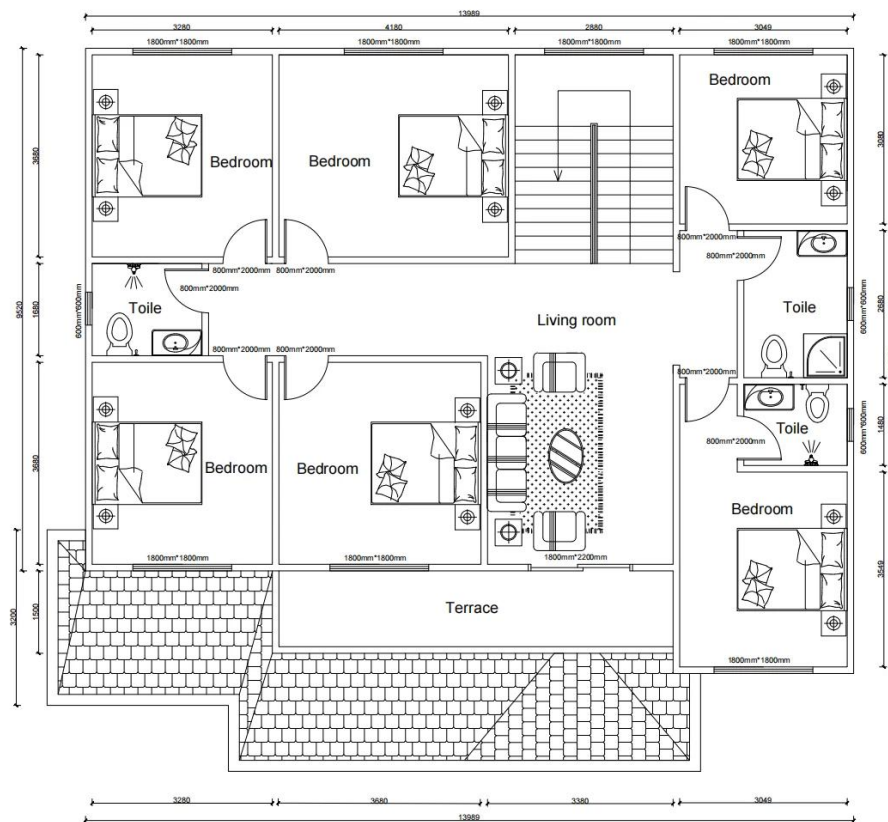 13989
3280
4180
2880
3049
1800mm*1800mm
1800mm*1800mm
1800mm*1800mm
1800mm*1800mm
Bedroom
Bedroom
Bedroom
3680
3080
9520
800mm*2000mm
800mm*2000mm
800mm*2000mm
800mm*2000mm
800mm*2000mm
1680
600mm*600mm
Toile
Living room
Toile
2680
600mm*600mm
800mm*2000mm
800mm*2000mm
800mm*2000mm
3680
Toile
800mm*2000mm
600mm*600mm
1480
Bedroom
Bedroom
Bedroom
1800mm*1800mm
1800mm*1800mm
1800mm*2200mm
3200
1500
Terrace
3549
1800mm*1800mm
3280
3680
3380
3049
13989